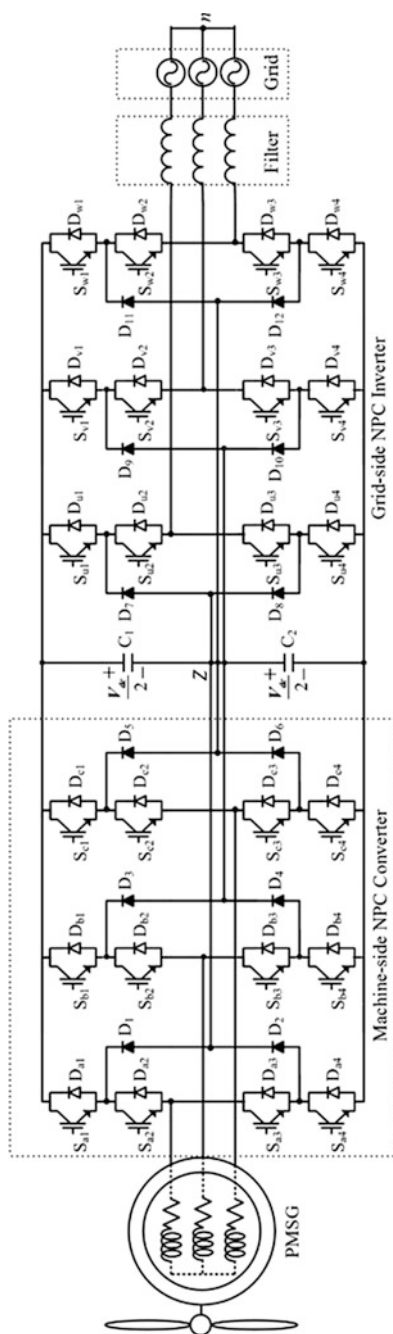 PMSG
Machine-side NPC Converter
S_a1
D_a1
S_a2
D_a2
S_a3
D_a3
S_a4
D_a4
D_1
D_2
S_b1
D_b1
S_b2
D_b2
S_b3
D_b3
S_b4
D_b4
D_3
D_4
S_c1
D_c1
S_c2
D_c2
S_c3
D_c3
S_c4
D_c4
D_5
D_6
V_dc/2
+
−
C_1
Z
V_dc/2
+
−
C_2
Grid-side NPC Inverter
D_7
D_8
S_u1
D_u1
S_u2
D_u2
S_u3
D_u3
S_u4
D_u4
D_9
D_10
S_v1
D_v1
S_v2
D_v2
S_v3
D_v3
S_v4
D_v4
D_11
D_12
S_w1
D_w1
S_w2
D_w2
S_w3
D_w3
S_w4
D_w4
Filter
Grid
n